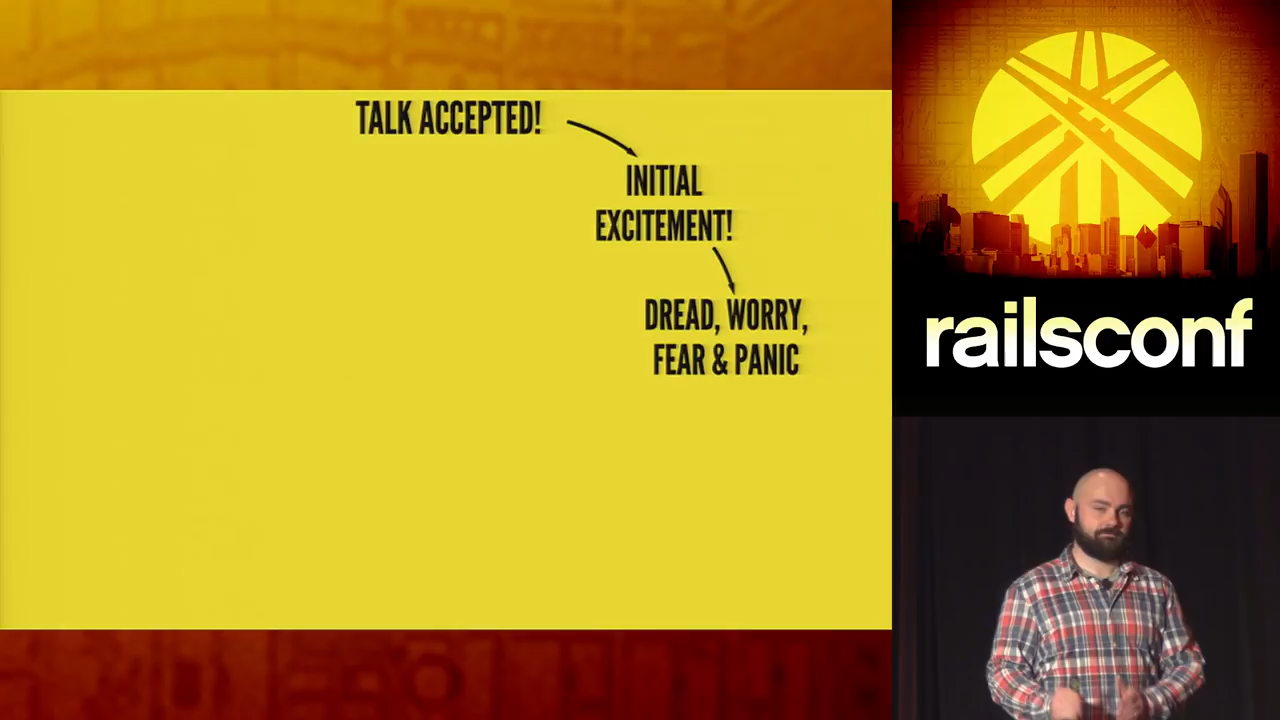 TALK ACCEPTED!
INITIAL
EXCITEMENT!
DREAD, WORRY,
FEAR & PANIC
railsconf